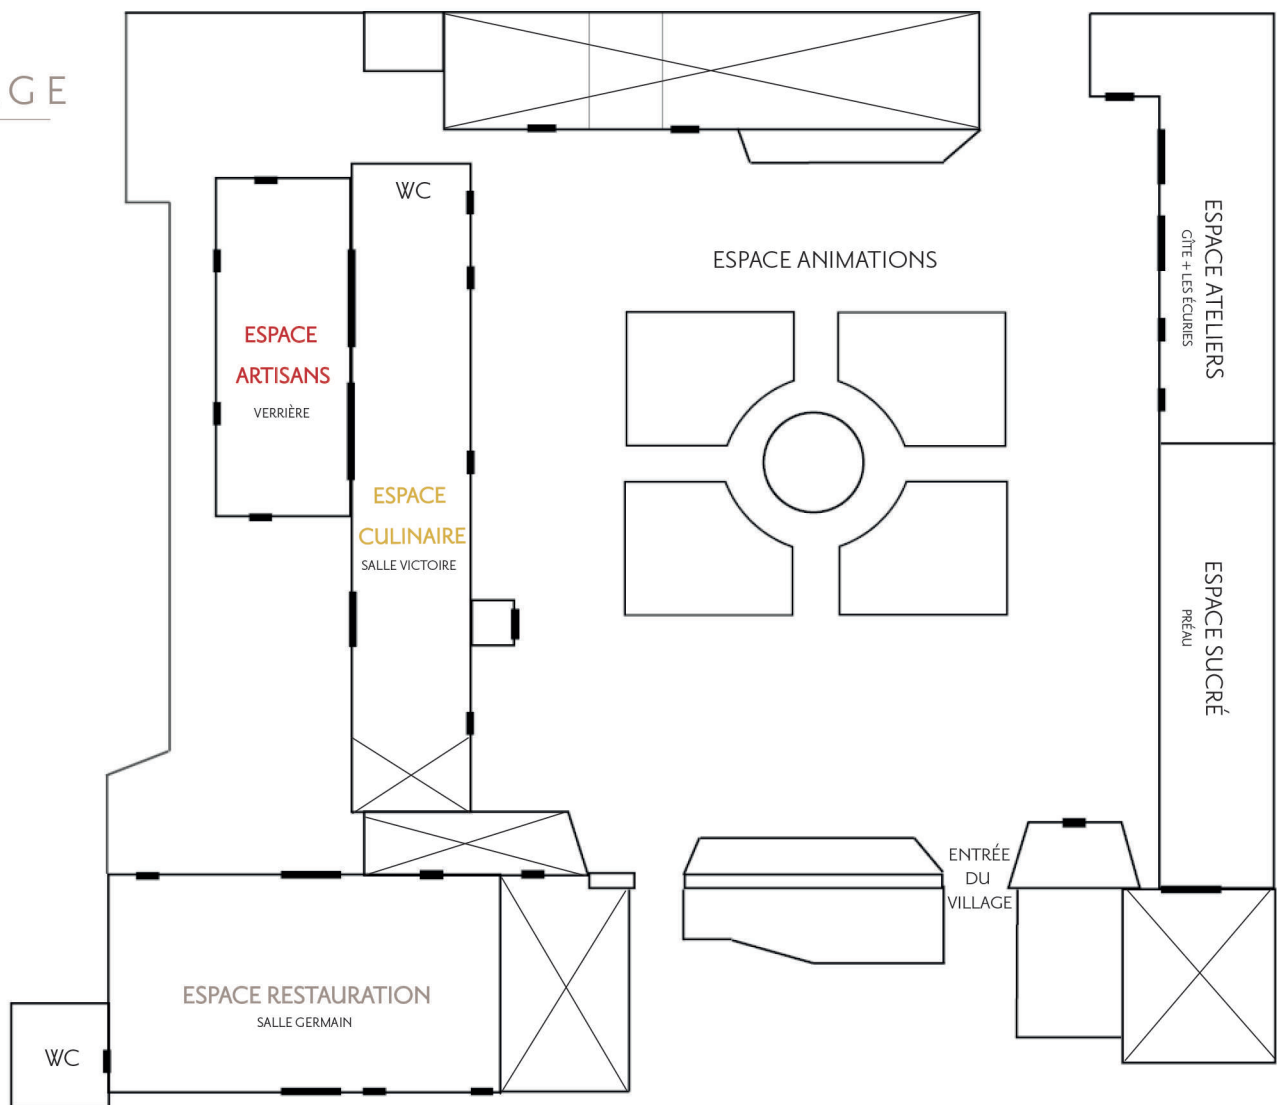 GE
WC
ESPACE ANIMATIONS
ESPACE
ARTISANS
VERRIÈRE
ESPACE
CULINAIRE
SALLE VICTOIRE
ESPACE ATELIERS
GÎTE + LES ÉCURIES
ESPACE SUCRÉ
PRÉAU
ENTRÉE
DU
VILLAGE
ESPACE RESTAURATION
SALLE GERMAIN
WC